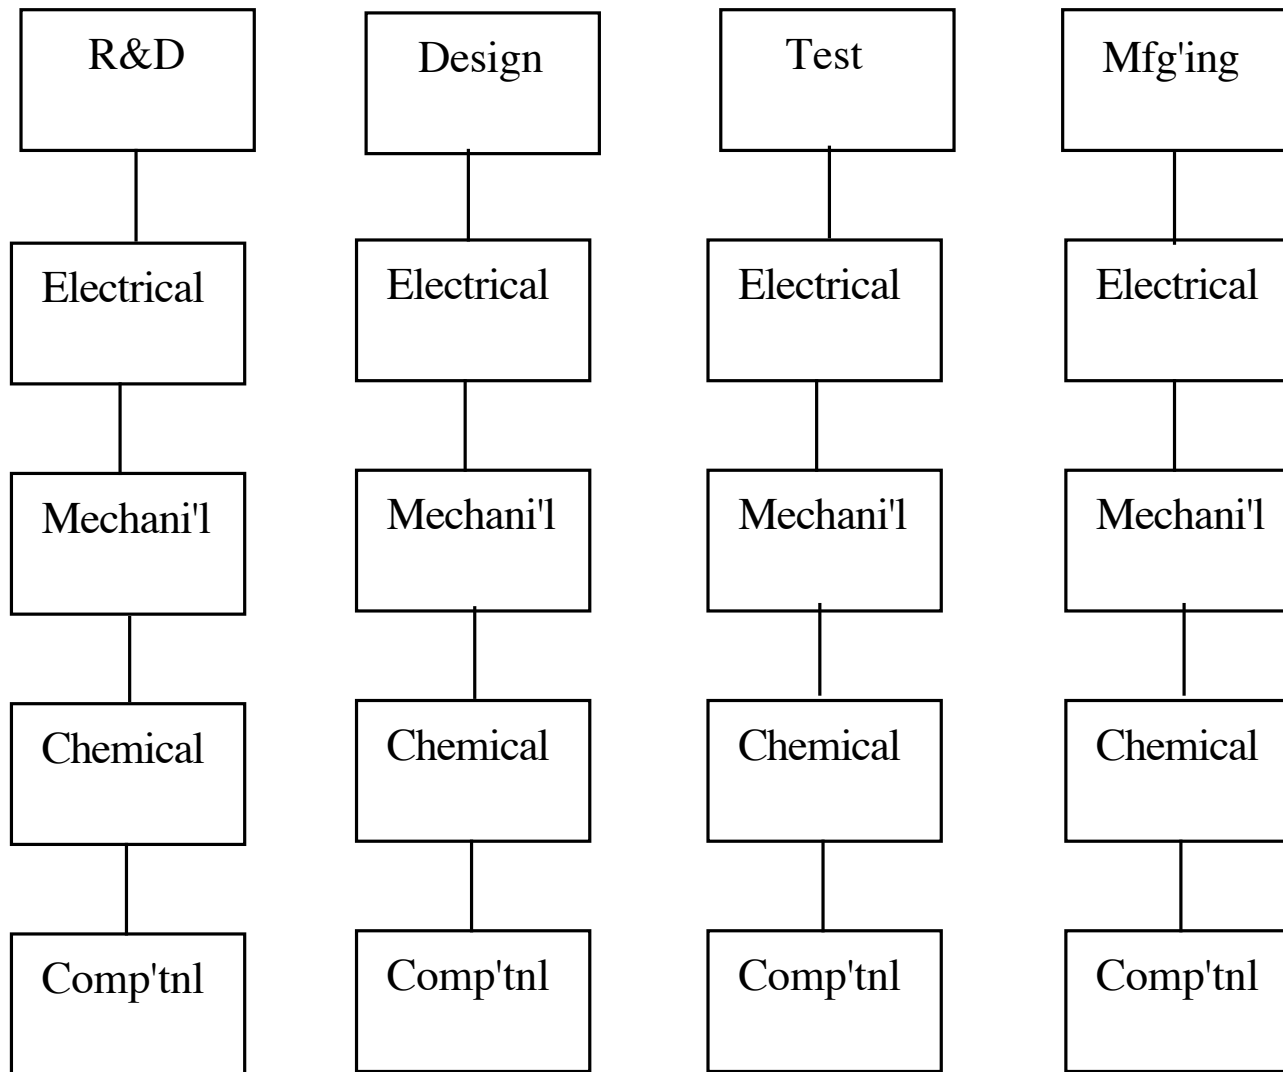 R&D
Design
Test
Mfg'ing
Electrical
Electrical
Electrical
Electrical
Mechani'l
Mechani'l
Mechani'l
Mechani'l
Chemical
Chemical
Chemical
Chemical
Comp'tnl
Comp'tnl
Comp'tnl
Comp'tnl